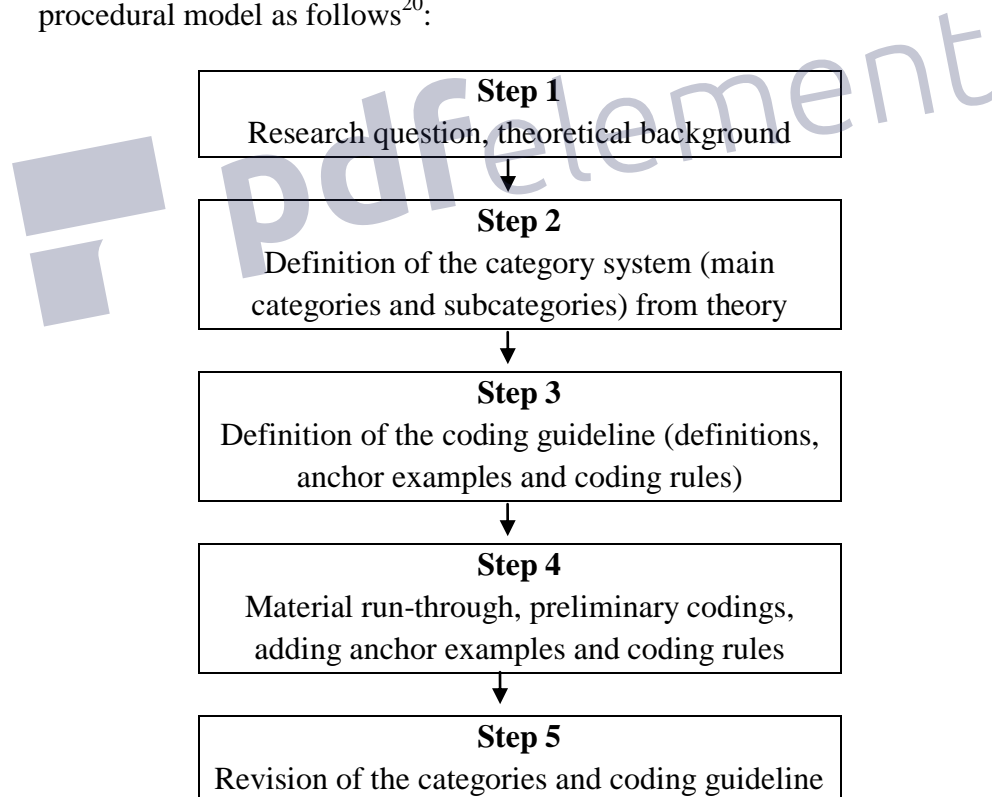 procedural model as follows20:
pdfelement
Step 1
Research question, theoretical background
Step 2
Definition of the category system (main
categories and subcategories) from theory
Step 3
Definition of the coding guideline (definitions,
anchor examples and coding rules)
Step 4
Material run-through, preliminary codings,
adding anchor examples and coding rules
Step 5
Revision of the categories and coding guideline